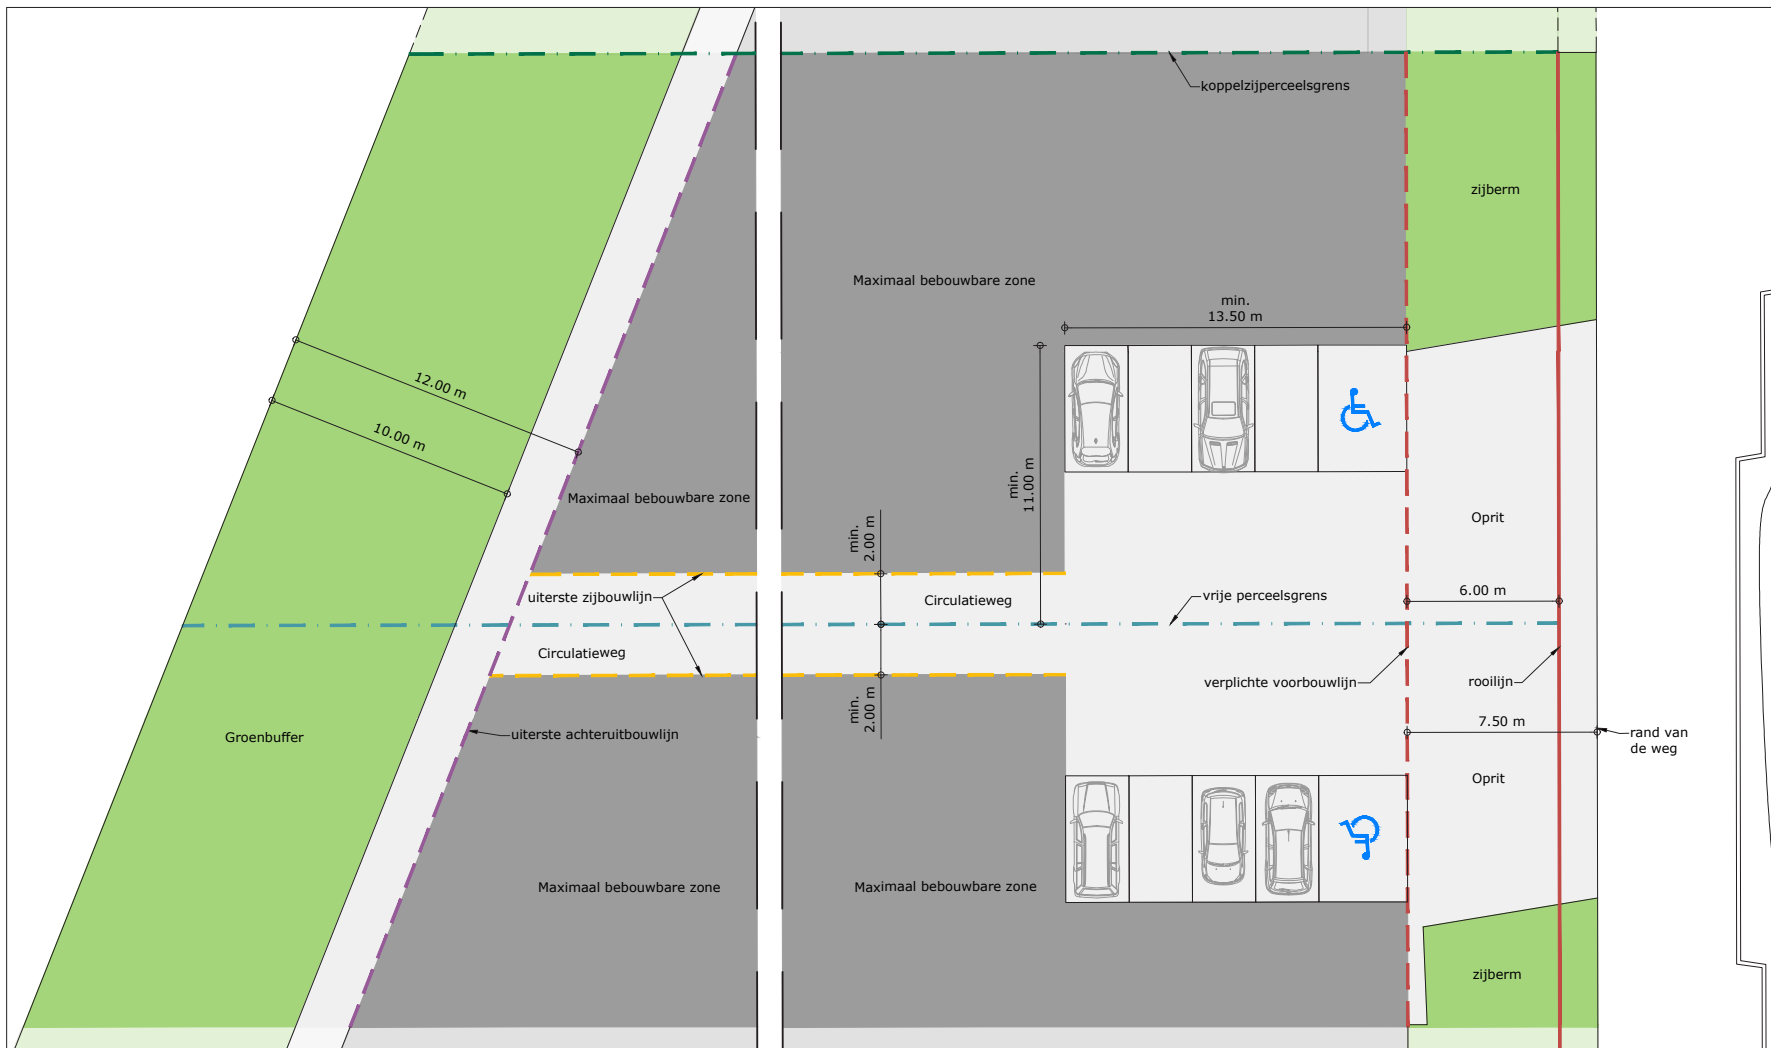 koppelzijperceelsgrens
zijberm
Maximaal bebouwbare zone
min.
13.50 m
12.00 m
10.00 m
min.
11.00 m
Maximaal bebouwbare zone
Oprit
min.
2.00 m
uiterste zijbouwlijn
Circulatieweg
vrije perceelsgrens
6.00 m
Circulatieweg
verplichte voorbouwlijn
rooilijn
min.
2.00 m
7.50 m
Groenbuffer
uiterste achteruitbouwlijn
rand van
de weg
Oprit
Maximaal bebouwbare zone
Maximaal bebouwbare zone
zijberm